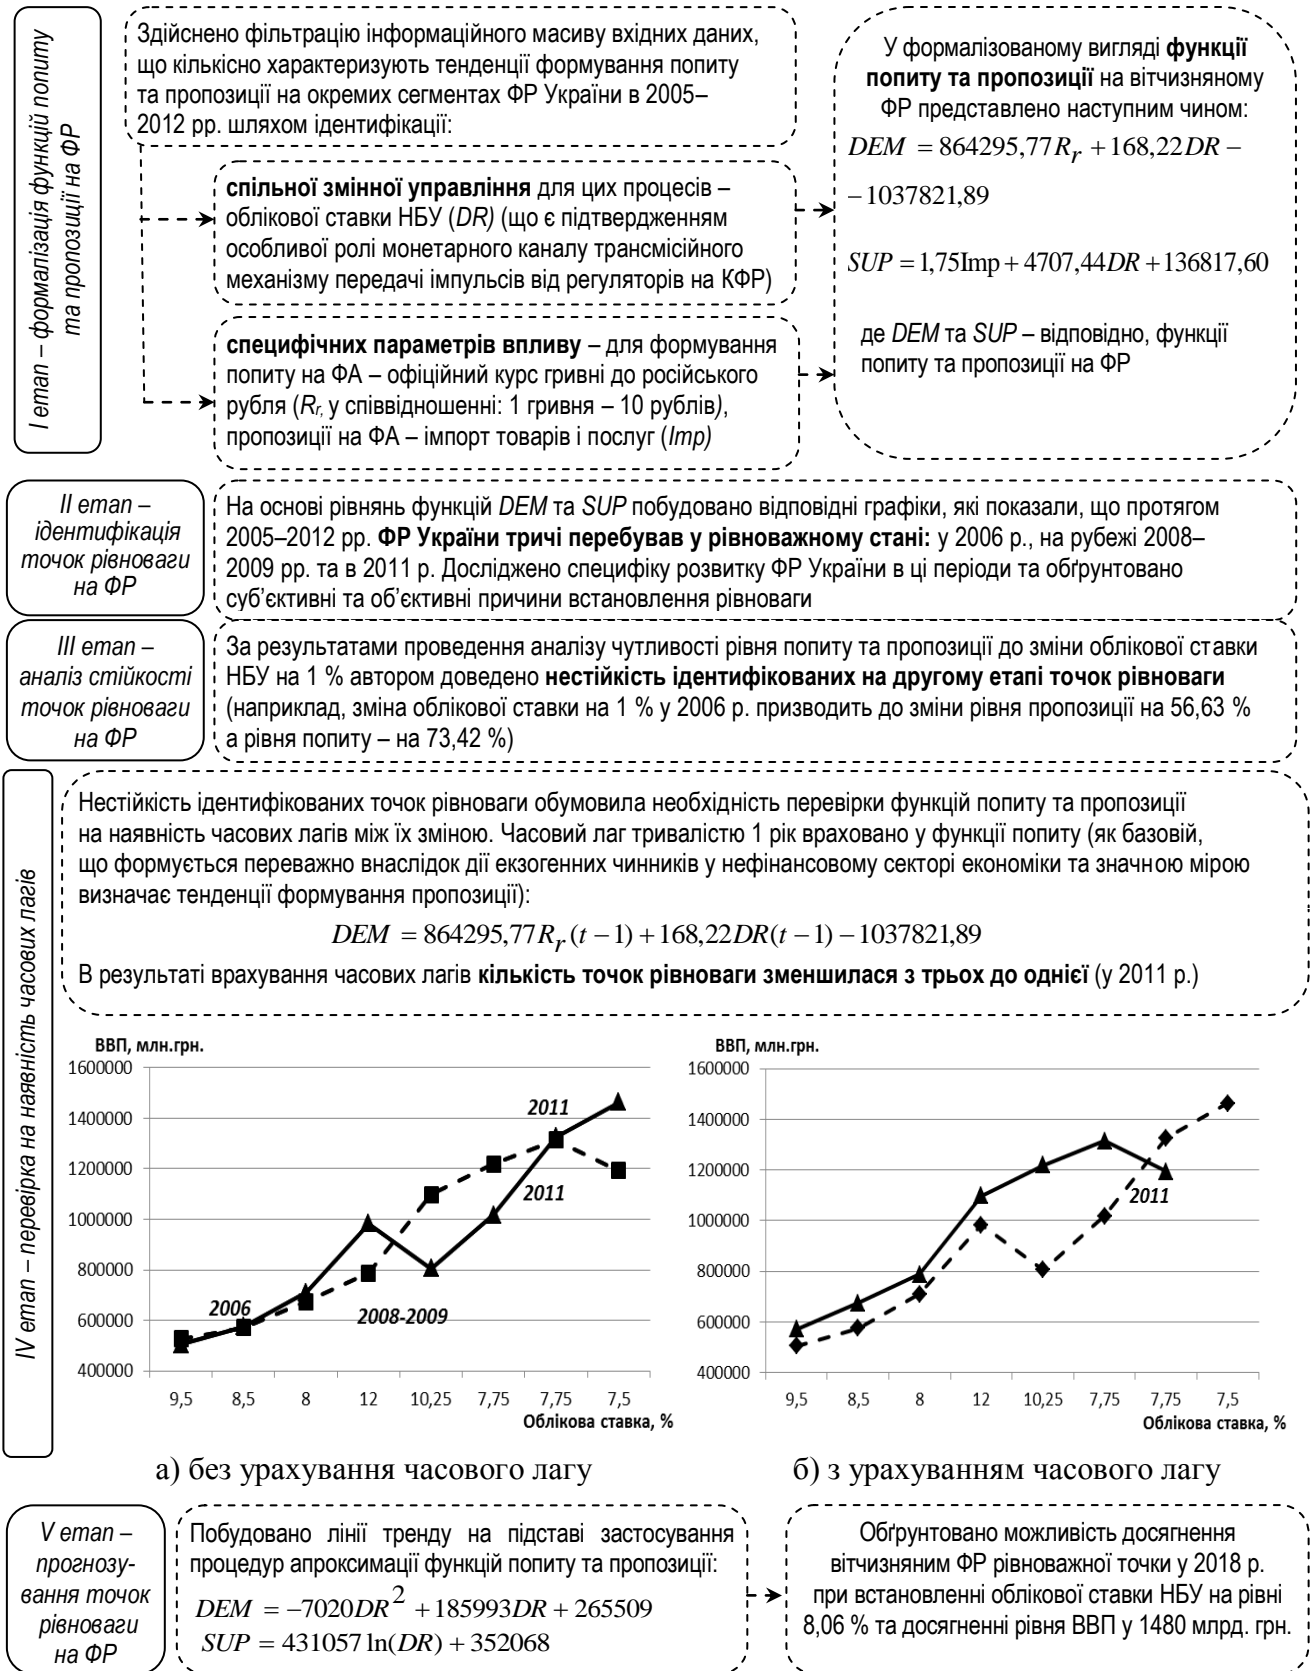 І етап – формалізація функцій попиту
та пропозиції на ФР
Здійснено фільтрацію інформаційного масиву вхідних даних,
що кількісно характеризують тенденції формування попиту
та пропозиції на окремих сегментах ФР України в 2005–
2012 рр. шляхом ідентифікації:
спільної змінної управління для цих процесів –
облікової ставки НБУ (DR) (що є підтвердженням
особливої ролі монетарного каналу трансмісійного
механізму передачі імпульсів від регуляторів на КФР)
специфічних параметрів впливу – для формування
попиту на ФА – офіційний курс гривні до російського
рубля (Rr, у співвідношенні: 1 гривня – 10 рублів),
пропозиції на ФА – імпорт товарів і послуг (Imp)
У формалізованому вигляді функції
попиту та пропозиції на вітчизняному
ФР представлено наступним чином:
DEM = 864295,77Rr + 168,22DR –
– 1037821,89
SUP = 1,75Imp + 4707,44DR + 136817,60
де DEM та SUP – відповідно, функції
попиту та пропозиції на ФР
ІІ етап –
ідентифікація
точок рівноваги
на ФР
На основі рівнянь функцій DEM та SUP побудовано відповідні графіки, які показали, що протягом
2005–2012 рр. ФР України тричі перебував у рівноважному стані: у 2006 р., на рубежі 2008–
2009 рр. та в 2011 р. Досліджено специфіку розвитку ФР України в ці періоди та обґрунтовано
суб'єктивні та об'єктивні причини встановлення рівноваги
ІІІ етап –
аналіз стійкості
точок рівноваги
на ФР
За результатами проведення аналізу чутливості рівня попиту та пропозиції до зміни облікової ставки
НБУ на 1 % автором доведено нестійкість ідентифікованих на другому етапі точок рівноваги
(наприклад, зміна облікової ставки на 1 % у 2006 р. призводить до зміни рівня пропозиції на 56,63 %
а рівня попиту – на 73,42 %)
IV етап – перевірка на наявність часових лагів
Нестійкість ідентифікованих точок рівноваги обумовила необхідність перевірки функцій попиту та пропозиції
на наявність часових лагів між їх зміною. Часовий лаг тривалістю 1 рік враховано у функції попиту (як базовій,
що формується переважно внаслідок дії екзогенних чинників у нефінансовому секторі економіки та значною мірою
визначає тенденції формування пропозиції):
DEM = 864295,77Rr (t – 1) + 168,22DR(t – 1) – 1037821,89
В результаті врахування часових лагів кількість точок рівноваги зменшилася з трьох до однієї (у 2011 р.)
ВВП, млн.грн.
1600000
1400000
1200000
1000000
800000
600000
400000
2006
2008-2009
2011
2011
9,5 8,5 8 12 10,25 7,75 7,75 7,5
Облікова ставка, %
ВВП, млн.грн.
1600000
1400000
1200000
1000000
800000
600000
400000
2011
9,5 8,5 8 12 10,25 7,75 7,75 7,5
Облікова ставка, %
а) без урахування часового лагу
б) з урахуванням часового лагу
V етап –
прогнозу-
вання точок
рівноваги
на ФР
Побудовано лінії тренду на підставі застосування
процедур апроксимації функцій попиту та пропозиції:
DEM = –7020DR² + 185993DR + 265509
SUP = 431057 ln(DR) + 352068
Обґрунтовано можливість досягнення
вітчизняним ФР рівноважної точки у 2018 р.
при встановленні облікової ставки НБУ на рівні
8,06 % та досягненні рівня ВВП у 1480 млрд. грн.